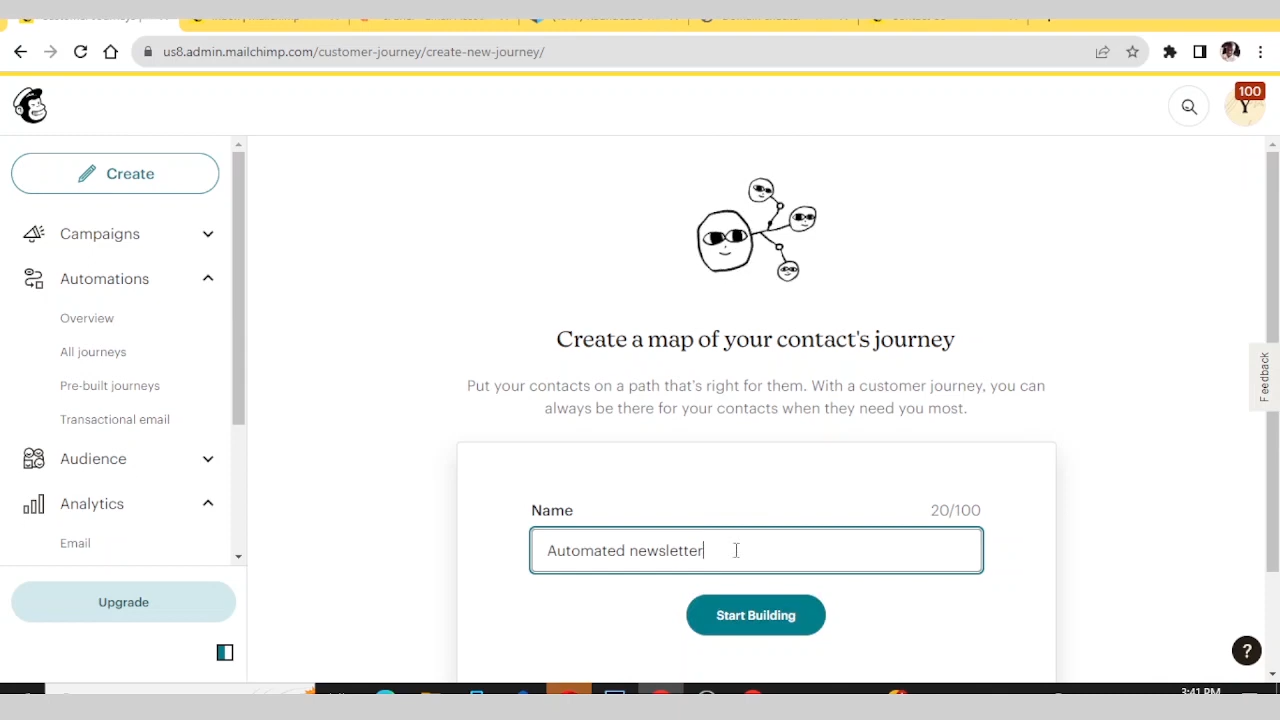 us8.admin.mailchimp.com/customer-journey/create-new-journey/
100
Y
Create
Campaigns
Automations
Overview
All journeys
Pre-built journeys
Transactional email
Audience
Analytics
Email
Upgrade
Create a map of your contact's journey
Put your contacts on a path that's right for them. With a customer journey, you can
always be there for your contacts when they need you most.
Name
20/100
Automated newsletter
Start Building
Feedback
?
3:41 PM